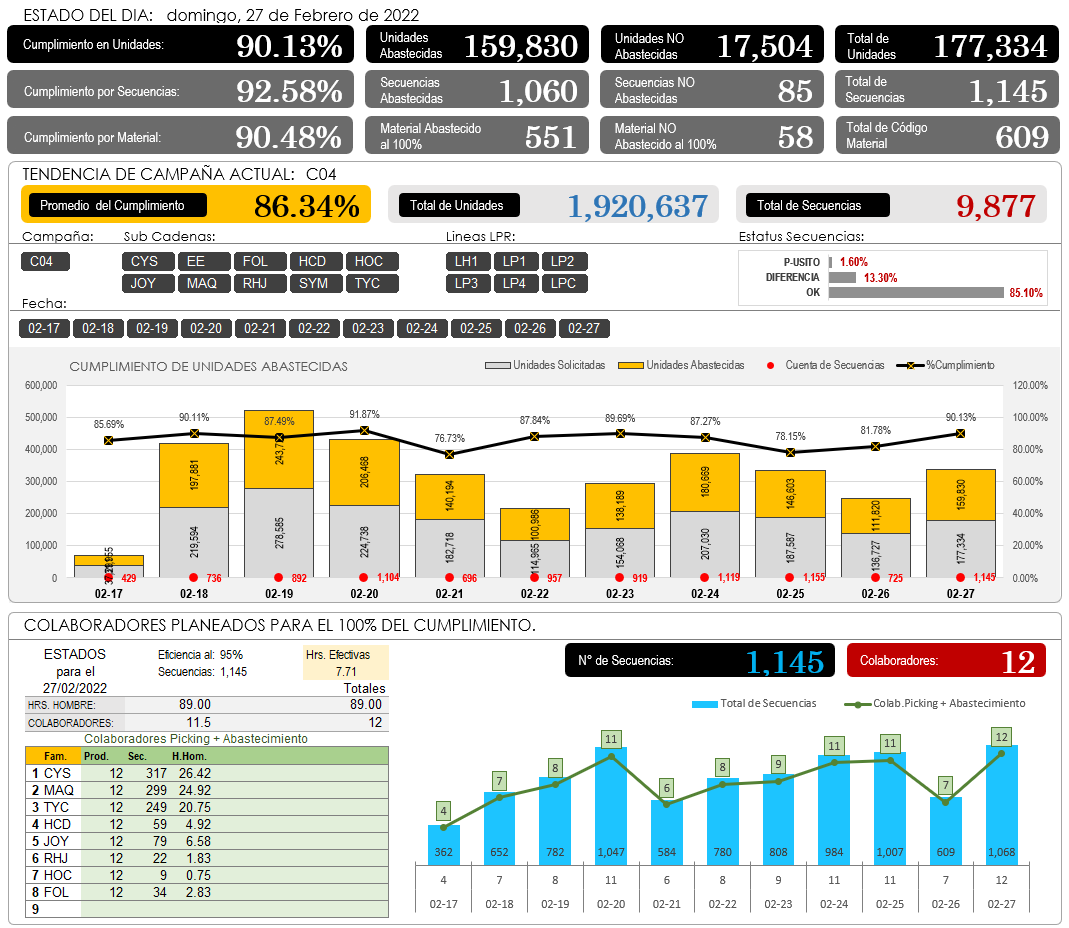 ESTADO DEL DIA: domingo, 27 de Febrero de 2022
Cumplimiento en Unidades: 90.13%
Unidades Abastecidas 159,830
Unidades NO Abastecidas 17,504
Total de Unidades 177,334
Cumplimiento por Secuencias: 92.58%
Secuencias Abastecidas 1,060
Secuencias NO Abastecidas 85
Total de Secuencias 1,145
Cumplimiento por Material: 90.48%
Material Abastecido al 100% 551
Material NO Abastecido al 100% 58
Total de Código Material 609
TENDENCIA DE CAMPAÑA ACTUAL: C04
Promedio del Cumplimiento 86.34%
Total de Unidades 1,920,637
Total de Secuencias 9,877
Campaña: Sub Cadenas: Lineas LPR: Estatus Secuencias:
C04 CYS EE FOL HCD HOC LH1 LP1 LP2
JOY MAQ RHJ SYM TYC LP3 LP4 LPC
P-USITO 1.60%
DIFERENCIA 13.30%
OK 85.10%
Fecha:
02-17 02-18 02-19 02-20 02-21 02-22 02-23 02-24 02-25 02-26 02-27
CUMPLIMIENTO DE UNIDADES ABASTECIDAS
Unidades Solicitadas Unidades Abastecidas Cuenta de Secuencias %Cumplimiento
600,000
500,000
400,000
300,000
200,000
100,000
0
120.00%
100.00%
80.00%
60.00%
40.00%
20.00%
0.00%
85.69% 90.11% 87.49% 91.87% 76.73% 87.84% 89.69% 87.27% 78.15% 81.78% 90.13%
197,881 206,468 140,194 100,986 138,189 180,669 146,603 111,820 159,830
219,594 278,585 224,738 182,718 114,965 154,068 207,030 187,587 136,727 177,334
429 736 892 1,104 696 957 919 1,119 1,155 725 1,145
02-17 02-18 02-19 02-20 02-21 02-22 02-23 02-24 02-25 02-26 02-27
COLABORADORES PLANEADOS PARA EL 100% DEL CUMPLIMIENTO.
ESTADOS para el 27/02/2022
Eficiencia al: 95%
Secuencias: 1,145
Hrs. Efectivas
7.71
Totales
HRS. HOMBRE: 89.00 89.00
COLABORADORES: 11.5 12
Colaboradores Picking + Abastecimiento
Fam. Prod. Sec. H.Hom.
1 CYS 12 317 26.42
2 MAQ 12 299 24.92
3 TYC 12 249 20.75
4 HCD 12 59 4.92
5 JOY 12 79 6.58
6 RHJ 12 22 1.83
7 HOC 12 9 0.75
8 FOL 12 34 2.83
9
N° de Secuencias: 1,145
Colaboradores: 12
Total de Secuencias Colab.Picking + Abastecimiento
4 7 8 11 6 8 9 11 11 7 12
362 652 782 1,047 584 780 808 984 1,007 609 1,068
4 7 8 11 6 8 9 11 11 7 12
02-17 02-18 02-19 02-20 02-21 02-22 02-23 02-24 02-25 02-26 02-27